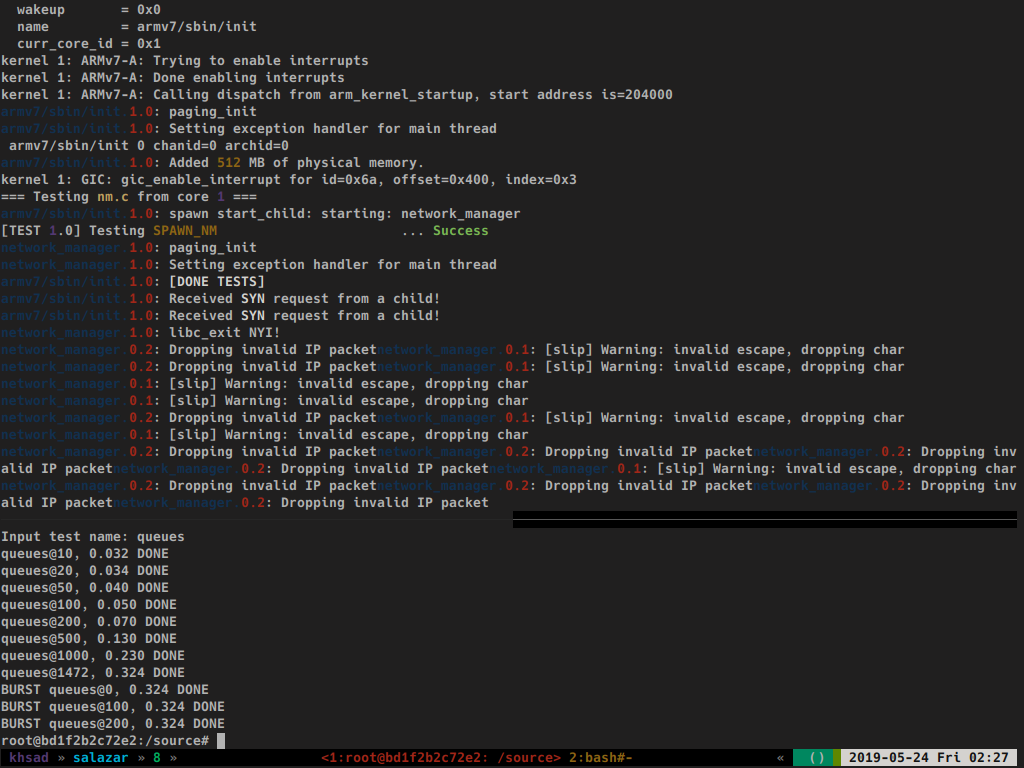 wakeup       = 0x0
name         = armv7/sbin/init
curr_core_id = 0x1
kernel 1: ARMv7-A: Trying to enable interrupts
kernel 1: ARMv7-A: Done enabling interrupts
kernel 1: ARMv7-A: Calling dispatch from arm_kernel_startup, start address is=204000
armv7/sbin/init.1.0: paging_init
armv7/sbin/init.1.0: Setting exception handler for main thread
armv7/sbin/init 0 chanid=0 archid=0
armv7/sbin/init.1.0: Added 512 MB of physical memory.
kernel 1: GIC: gic_enable_interrupt for id=0x6a, offset=0x400, index=0x3
=== Testing nm.c from core 1 ===
armv7/sbin/init.1.0: spawn start_child: starting: network_manager
[TEST 1.0] Testing SPAWN_NM                       ... Success
network_manager.1.0: paging_init
network_manager.1.0: Setting exception handler for main thread
armv7/sbin/init.1.0: [DONE TESTS]
armv7/sbin/init.1.0: Received SYN request from a child!
armv7/sbin/init.1.0: Received SYN request from a child!
network_manager.1.0: libc_exit NYI!
network_manager.0.2: Dropping invalid IP packetnetwork_manager.0.1: [slip] Warning: invalid escape, dropping char
network_manager.0.2: Dropping invalid IP packetnetwork_manager.0.1: [slip] Warning: invalid escape, dropping char
network_manager.0.1: [slip] Warning: invalid escape, dropping char
network_manager.0.1: [slip] Warning: invalid escape, dropping char
network_manager.0.2: Dropping invalid IP packetnetwork_manager.0.1: [slip] Warning: invalid escape, dropping char
network_manager.0.1: [slip] Warning: invalid escape, dropping char
network_manager.0.2: Dropping invalid IP packetnetwork_manager.0.2: Dropping invalid IP packetnetwork_manager.0.2: Dropping inv
alid IP packetnetwork_manager.0.2: Dropping invalid IP packetnetwork_manager.0.1: [slip] Warning: invalid escape, dropping char
network_manager.0.2: Dropping invalid IP packetnetwork_manager.0.2: Dropping invalid IP packetnetwork_manager.0.2: Dropping inv
alid IP packetnetwork_manager.0.2: Dropping invalid IP packet
Input test name: queues
queues@10, 0.032 DONE
queues@20, 0.034 DONE
queues@50, 0.040 DONE
queues@100, 0.050 DONE
queues@200, 0.070 DONE
queues@500, 0.130 DONE
queues@1000, 0.230 DONE
queues@1472, 0.324 DONE
BURST queues@0, 0.324 DONE
BURST queues@100, 0.324 DONE
BURST queues@200, 0.324 DONE
root@bd1f2b2c72e2:/source#
khsad » salazar » 8 » <1:root@bd1f2b2c72e2: /source> 2:bash#- « () 2019-05-24 Fri 02:27